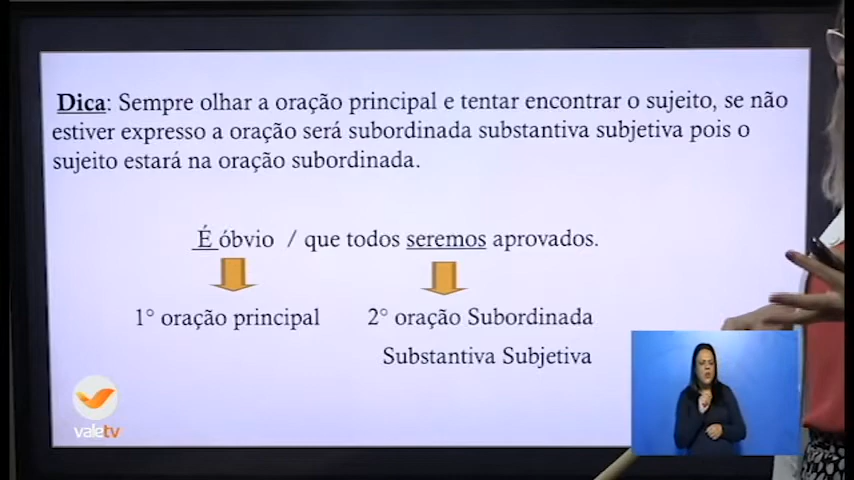 Dica: Sempre olhar a oração principal e tentar encontrar o sujeito, se não
estiver expresso a oração será subordinada substantiva subjetiva pois o
sujeito estará na oração subordinada.
É óbvio / que todos seremos aprovados.
1° oração principal
2° oração Subordinada
Substantiva Subjetiva
valetv